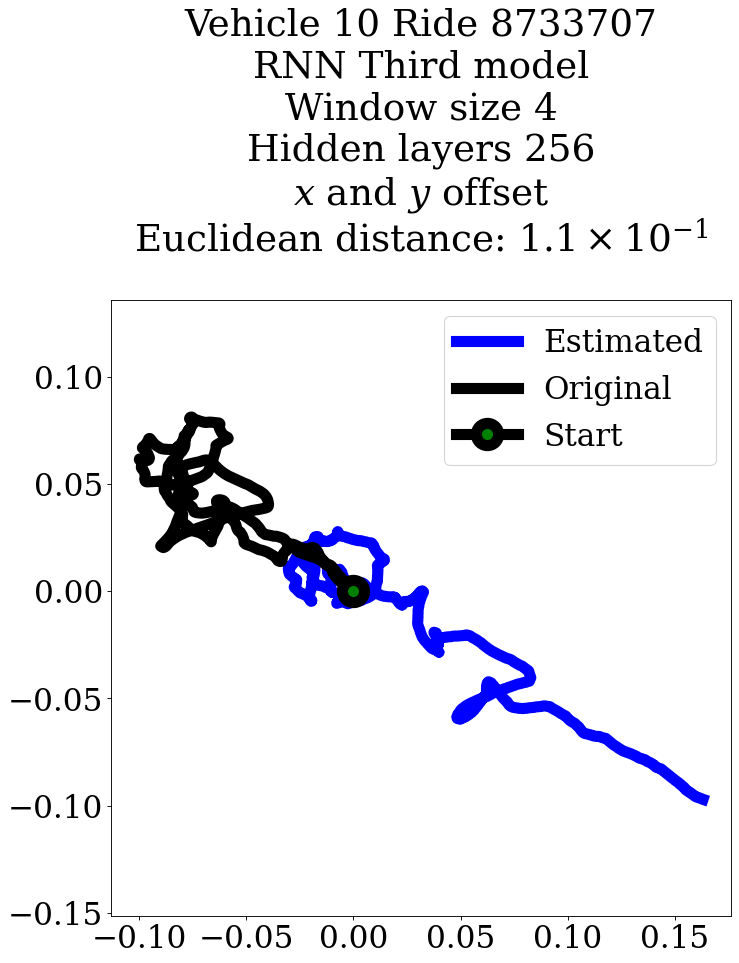 Vehicle 10 Ride 8733707
RNN Third model
Window size 4
Hidden layers 256
x and y offset
Euclidean distance: 1.1 × 10⁻¹
Estimated
Original
Start
0.10
0.05
0.00
−0.05
−0.10
−0.15
−0.10 −0.05 0.00 0.05 0.10 0.15